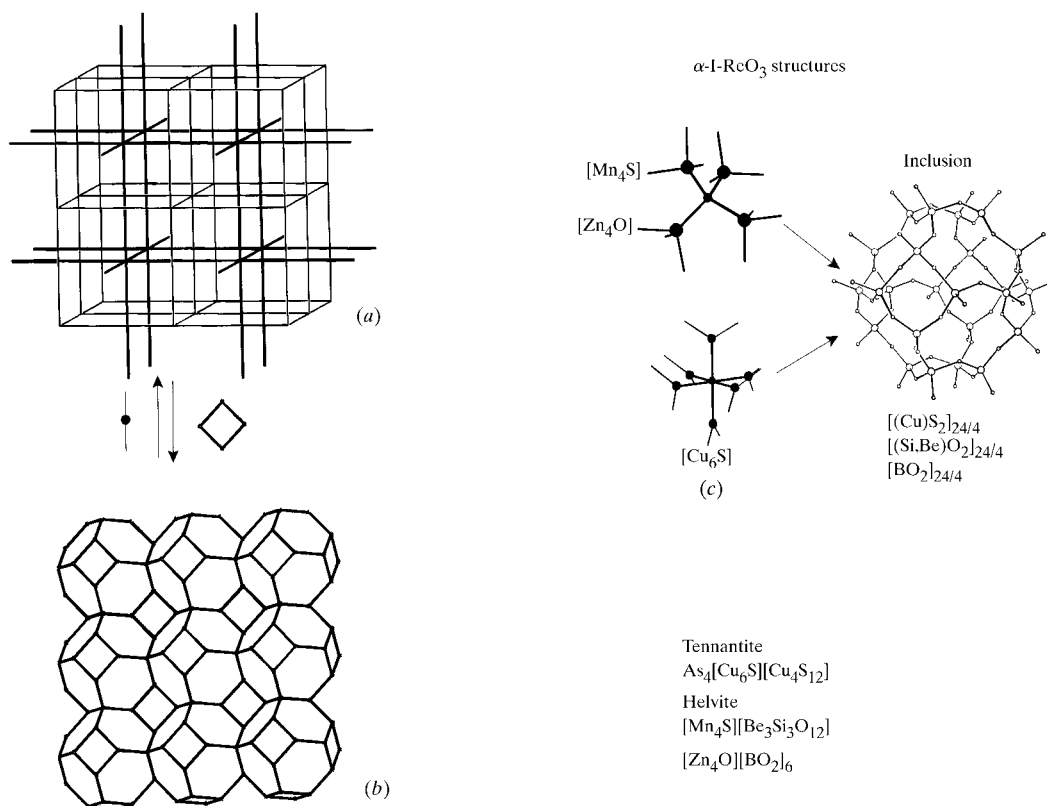 α-I-ReO₃ structures
[Mn₄S]
Inclusion
[Zn₄O]
(a)
[(Cu)S₂]₂₄/₄
[(Si,Be)O₂]₂₄/₄
[Cu₆S]
[BO₂]₂₄/₄
(c)
Tennantite
As₄[Cu₆S][Cu₄S₁₂]
Helvite
[Mn₄S][Be₃Si₃O₁₂]
[Zn₄O][BO₂]₆
(b)